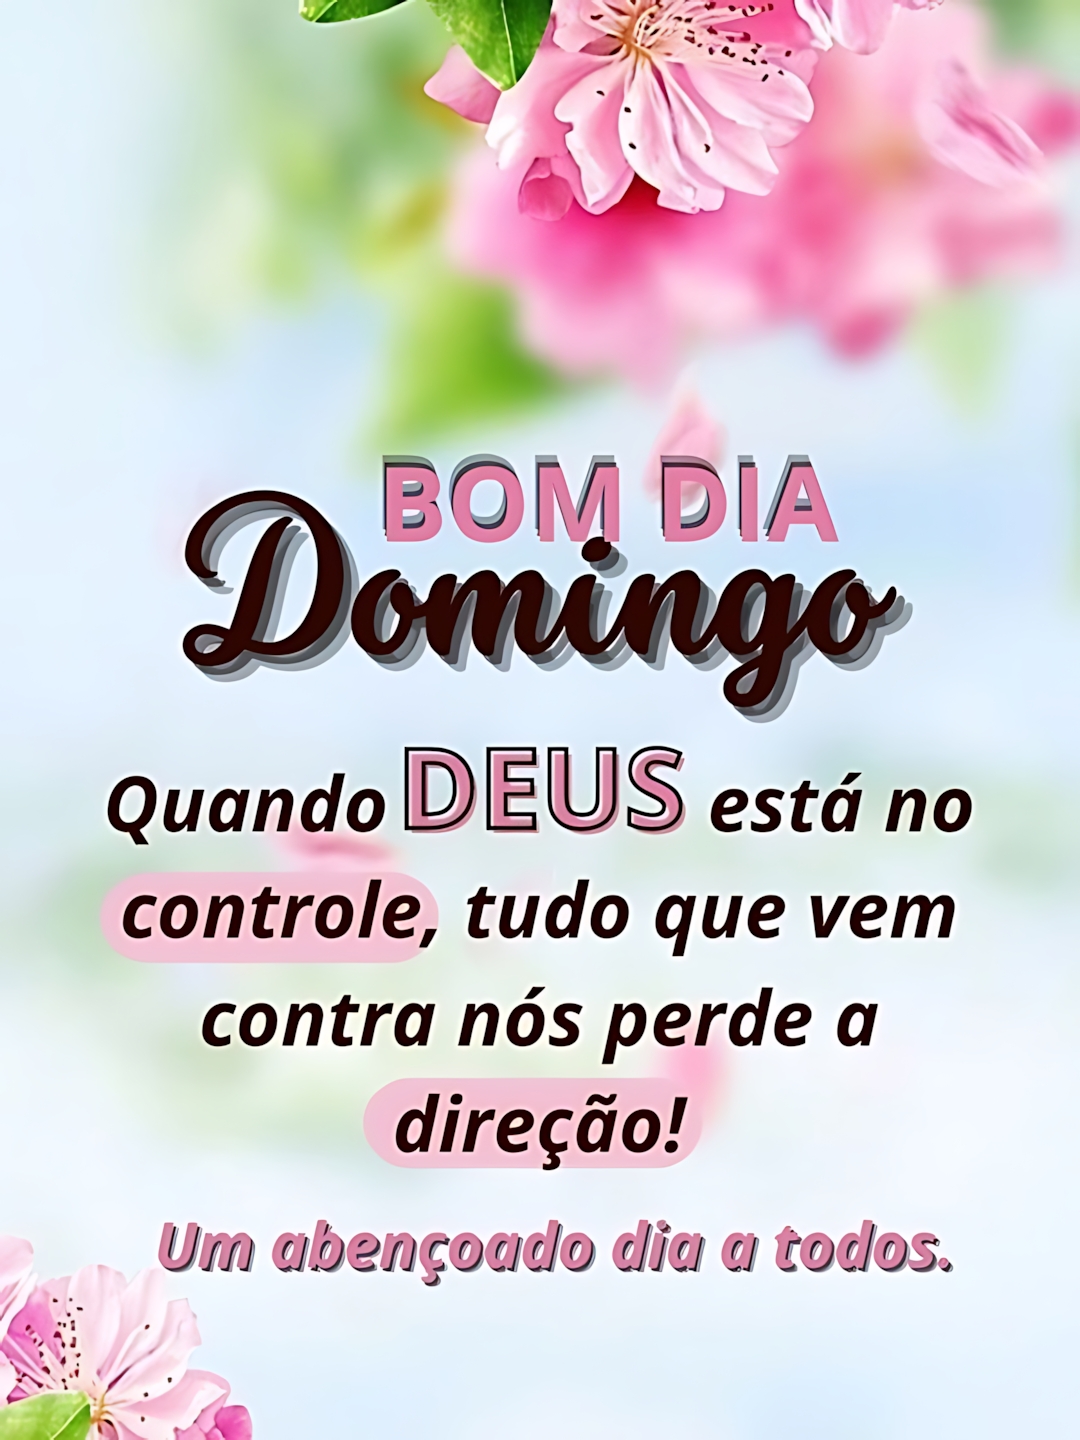 BOM DIA
Domingo
Quando DEUS está no
controle, tudo que vem
contra nós perde a
direção!
Um abençoado dia a todos.